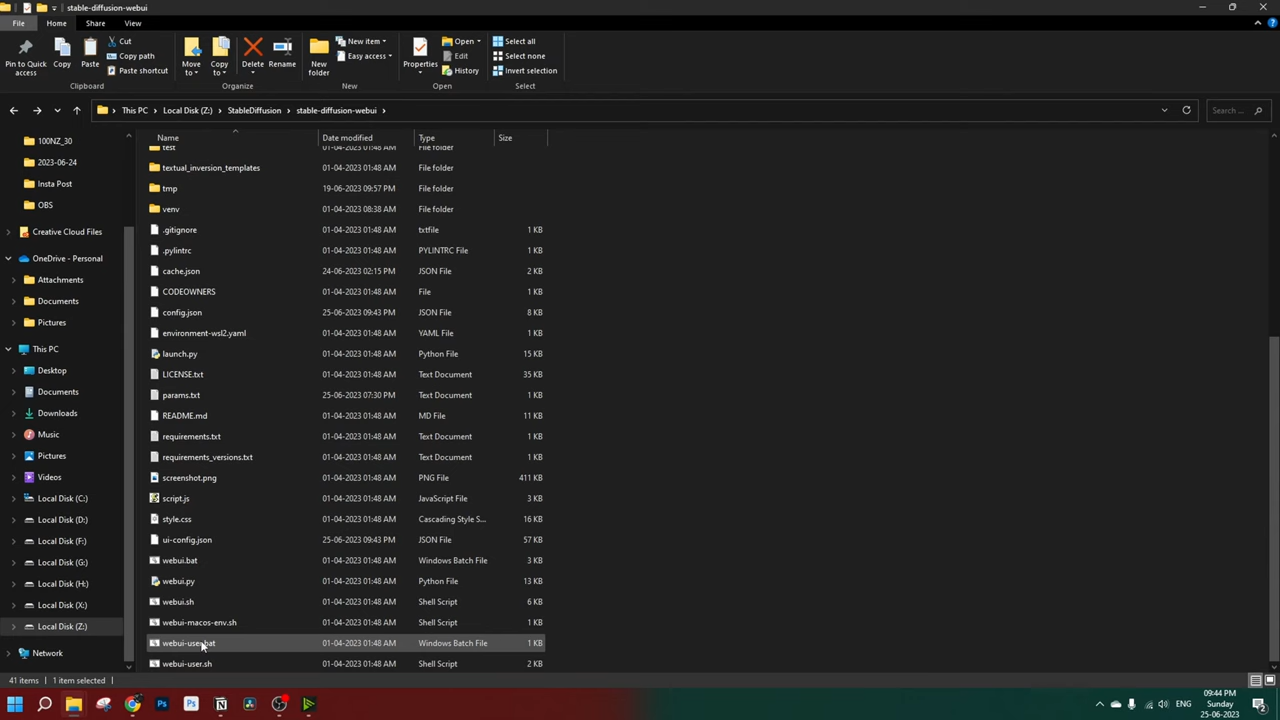 stable-diffusion-webui
File Home Share View
Pin to Quick access
Copy
Paste
Cut
Copy path
Paste shortcut
Clipboard
Move to
Copy to
Delete
Rename
Organize
New folder
New item
Easy access
New
Properties
Open
Edit
History
Open
Select all
Select none
Invert selection
Select
This PC > Local Disk (Z:) > StableDiffusion > stable-diffusion-webui >
Search...
100NZ_30
2023-06-24
Insta Post
OBS
Creative Cloud Files
OneDrive - Personal
Attachments
Documents
Pictures
This PC
Desktop
Documents
Downloads
Music
Pictures
Videos
Local Disk (C:)
Local Disk (D:)
Local Disk (F:)
Local Disk (G:)
Local Disk (H:)
Local Disk (X:)
Local Disk (Z:)
Network
Name Date modified Type Size
test 01-04-2023 01:48 AM File folder
textual_inversion_templates 01-04-2023 01:48 AM File folder
tmp 19-06-2023 09:57 PM File folder
venv 01-04-2023 08:38 AM File folder
.gitignore 01-04-2023 01:48 AM txtfile 1 KB
.pylintrc 01-04-2023 01:48 AM PYLINTRC File 1 KB
cache.json 24-06-2023 02:15 PM JSON File 2 KB
CODEOWNERS 01-04-2023 01:48 AM File 1 KB
config.json 25-06-2023 09:43 PM JSON File 8 KB
environment-wsl2.yaml 01-04-2023 01:48 AM YAML File 1 KB
launch.py 01-04-2023 01:48 AM Python File 15 KB
LICENSE.txt 01-04-2023 01:48 AM Text Document 35 KB
params.txt 25-06-2023 07:30 PM Text Document 1 KB
README.md 01-04-2023 01:48 AM MD File 11 KB
requirements.txt 01-04-2023 01:48 AM Text Document 1 KB
requirements_versions.txt 01-04-2023 01:48 AM Text Document 1 KB
screenshot.png 01-04-2023 01:48 AM PNG File 411 KB
script.js 01-04-2023 01:48 AM JavaScript File 3 KB
style.css 01-04-2023 01:48 AM Cascading Style S... 16 KB
ui-config.json 25-06-2023 09:43 PM JSON File 57 KB
webui.bat 01-04-2023 01:48 AM Windows Batch File 3 KB
webui.py 01-04-2023 01:48 AM Python File 13 KB
webui.sh 01-04-2023 01:48 AM Shell Script 6 KB
webui-macos-env.sh 01-04-2023 01:48 AM Shell Script 1 KB
webui-user.bat 01-04-2023 01:48 AM Windows Batch File 1 KB
webui-user.sh 01-04-2023 01:48 AM Shell Script 2 KB
41 items 1 item selected
Ps Ps
ENG
09:44 PM
Sunday
25-06-2023
2